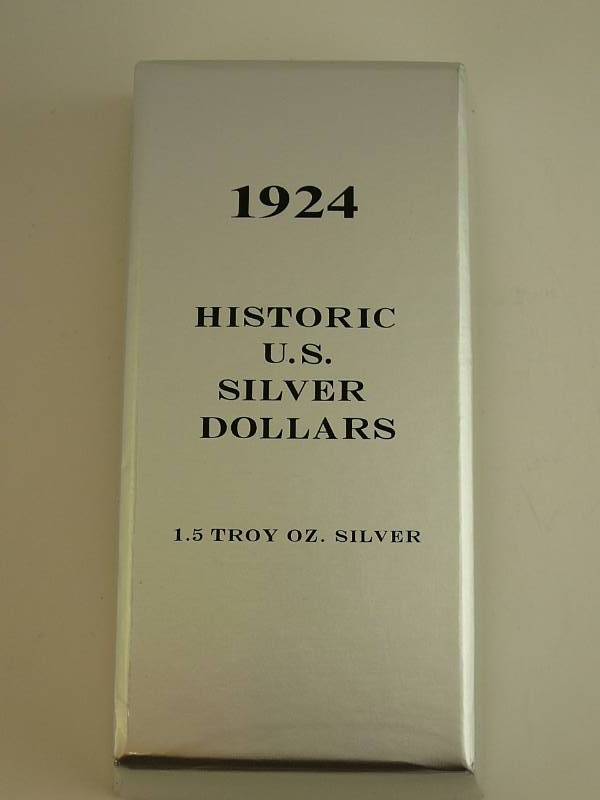 1924
HISTORIC
U.S.
SILVER
DOLLARS
1.5 TROY OZ. SILVER